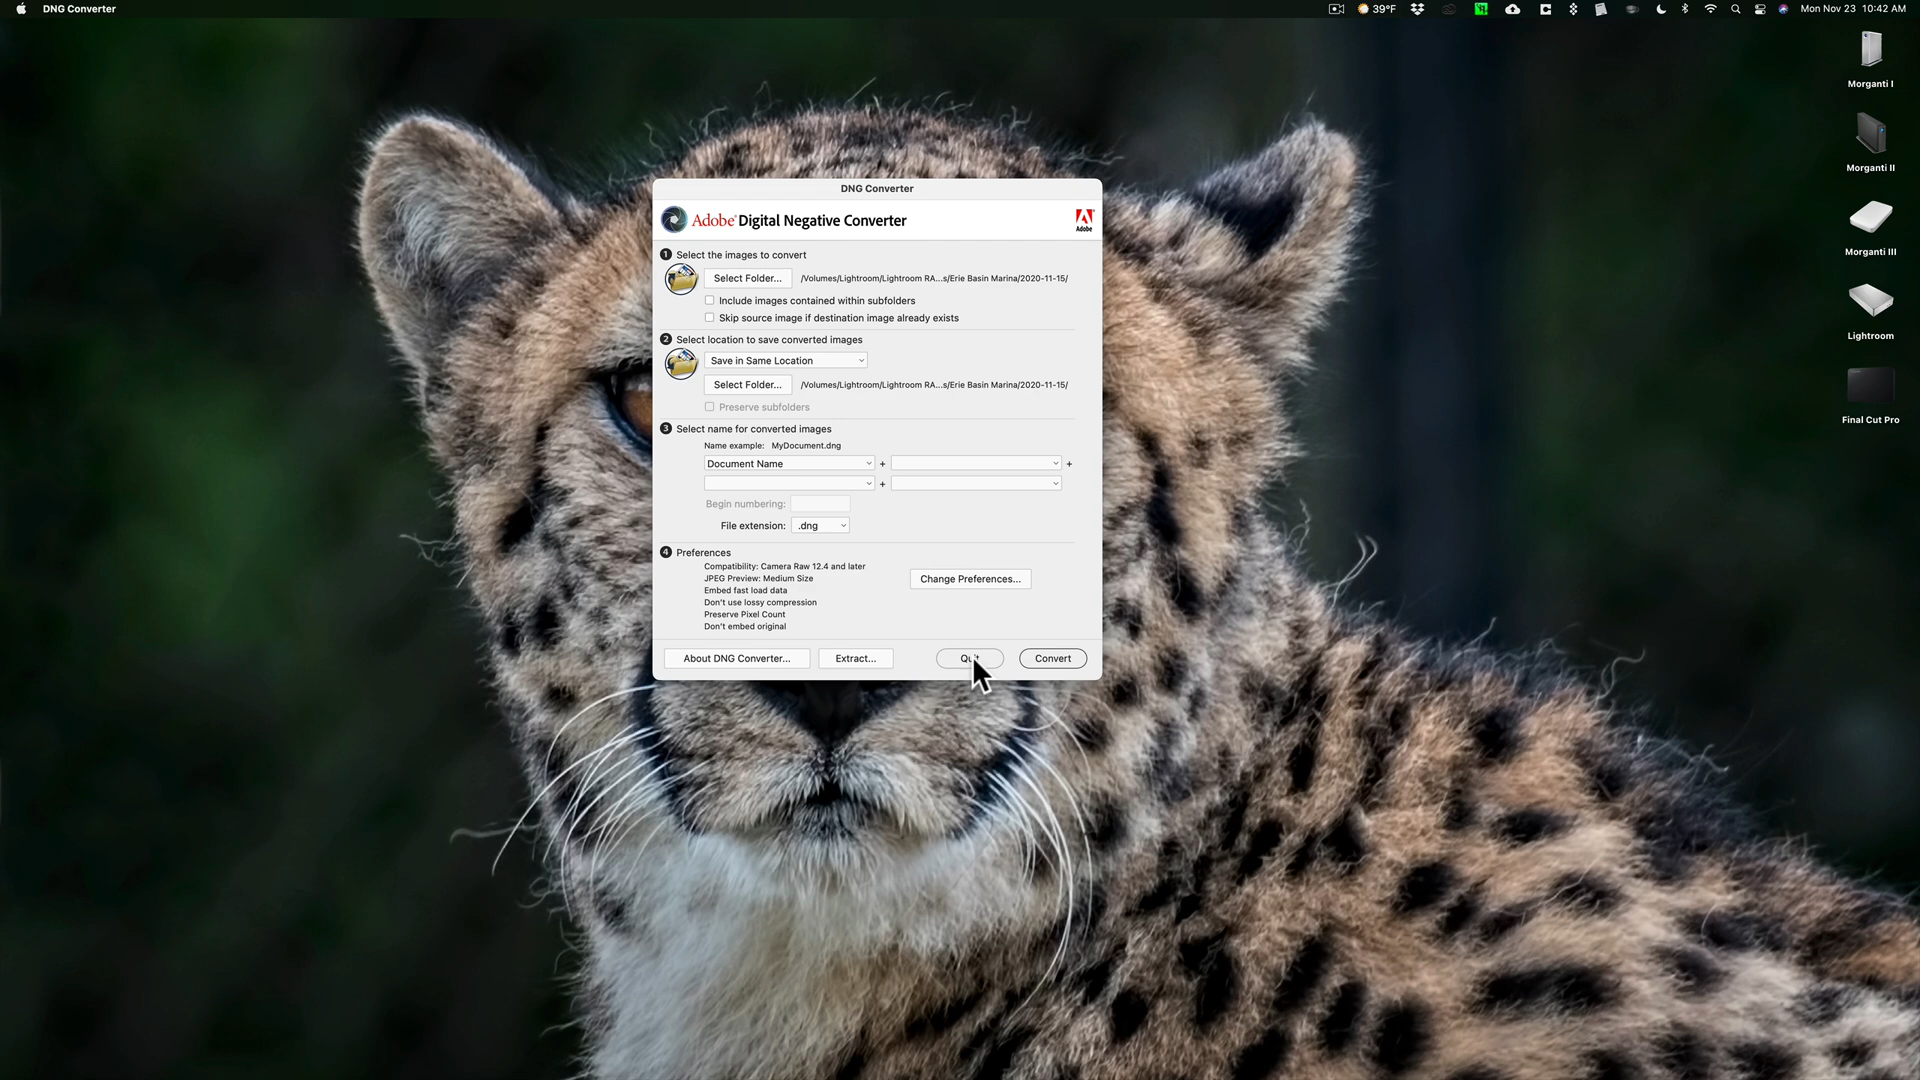 DNG Converter
39°F
Mon Nov 23 10:42 AM
Morganti I
Morganti II
Morganti III
Lightroom
Final Cut Pro
DNG Converter
Adobe® Digital Negative Converter
Adobe
1 Select the images to convert
Select Folder... /Volumes/Lightroom/Lightroom RA...s/Erie Basin Marina/2020-11-15/
Include images contained within subfolders
Skip source image if destination image already exists
2 Select location to save converted images
Save in Same Location
Select Folder... /Volumes/Lightroom/Lightroom RA...s/Erie Basin Marina/2020-11-15/
Preserve subfolders
3 Select name for converted images
Name example: MyDocument.dng
Document Name + +
+
Begin numbering:
File extension: .dng
4 Preferences
Compatibility: Camera Raw 12.4 and later
JPEG Preview: Medium Size
Embed fast load data
Don't use lossy compression
Preserve Pixel Count
Don't embed original
Change Preferences...
About DNG Converter... Extract... Quit Convert